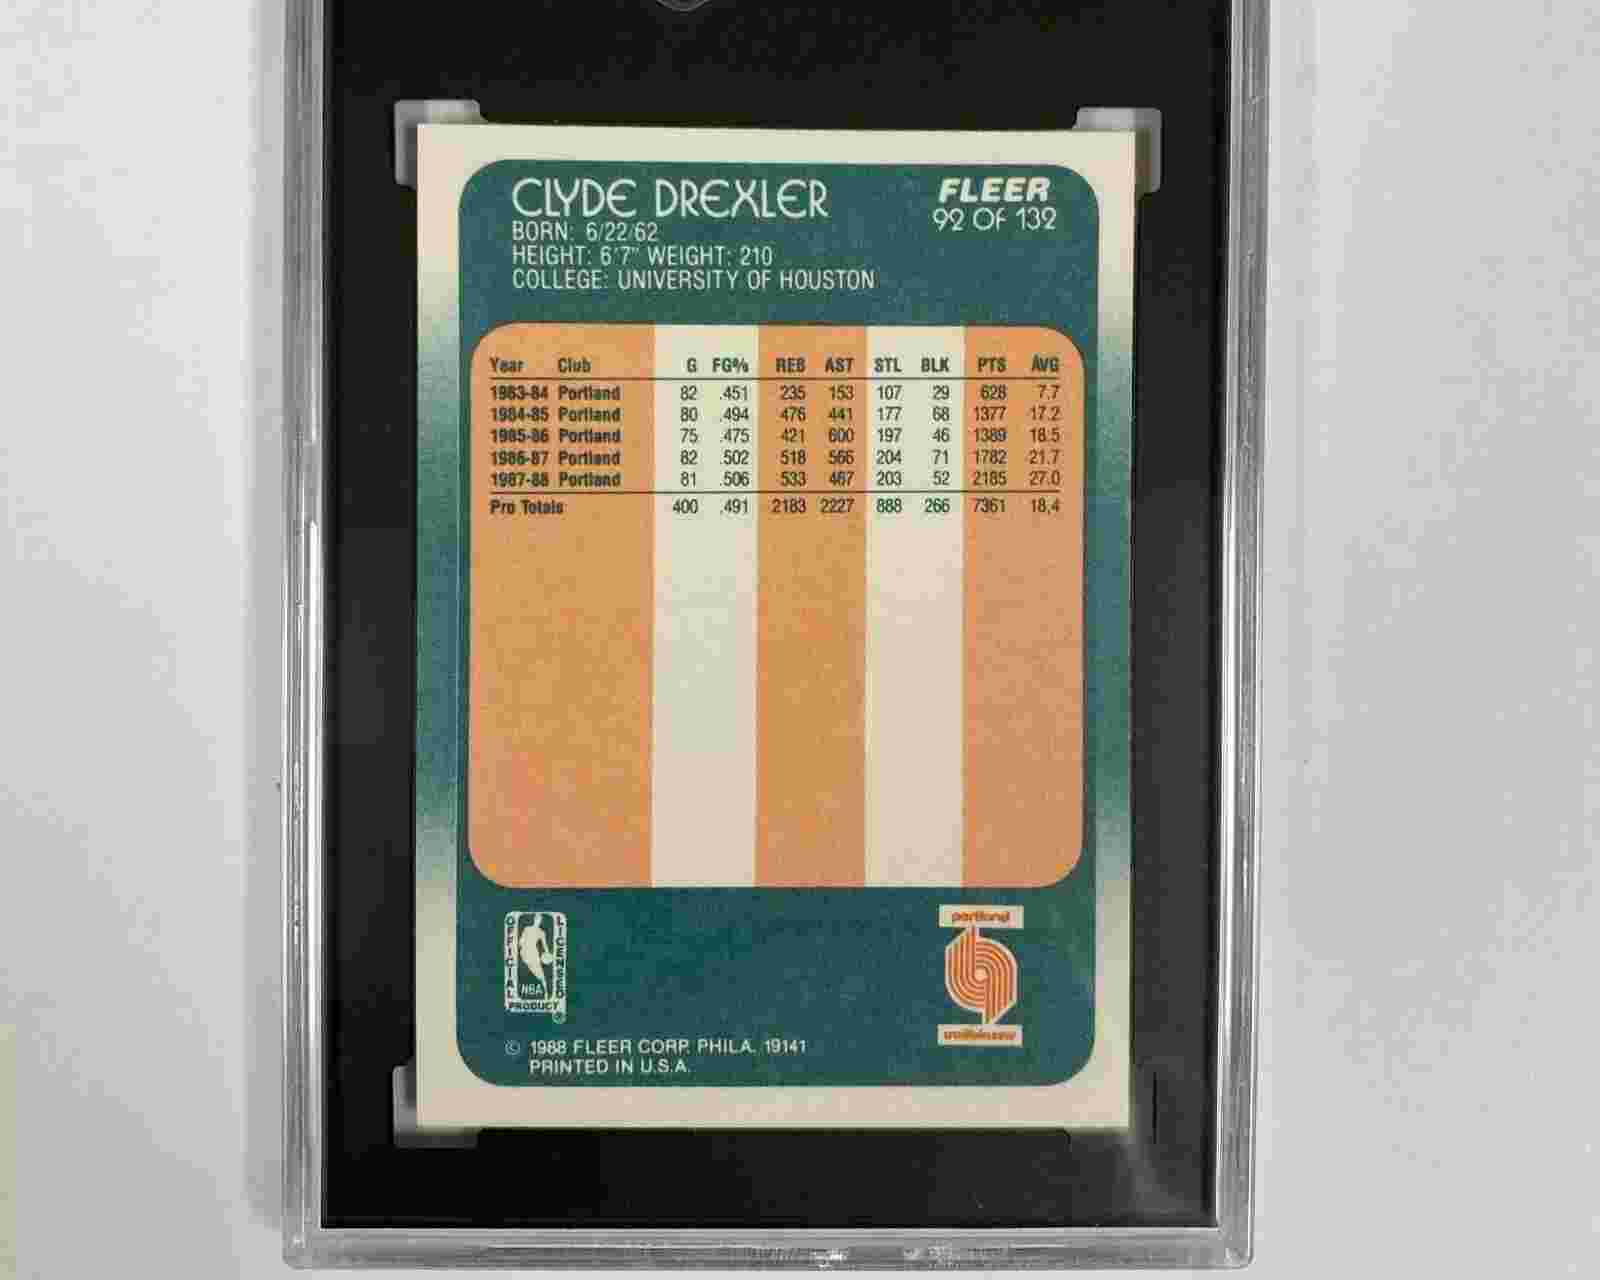 CLYDE DREXLER
FLEER
92 OF 132
BORN: 6/22/62
HEIGHT: 6'7" WEIGHT: 210
COLLEGE: UNIVERSITY OF HOUSTON
Year Club G FG% REB AST STL BLK PTS AVG
1983-84 Portland 82 .451 235 153 107 29 628 7.7
1984-85 Portland 80 .494 476 441 177 68 1377 17.2
1985-86 Portland 75 .475 421 600 197 46 1389 18.5
1986-87 Portland 82 .502 518 566 204 71 1782 21.7
1987-88 Portland 81 .506 533 467 203 52 2185 27.0
Pro Totals 400 .491 2183 2227 888 266 7361 18.4
OFFICIAL LICENSED
NBA
PRODUCT
®
portland
trailblazers
© 1988 FLEER CORP. PHILA. 19141
PRINTED IN U.S.A.